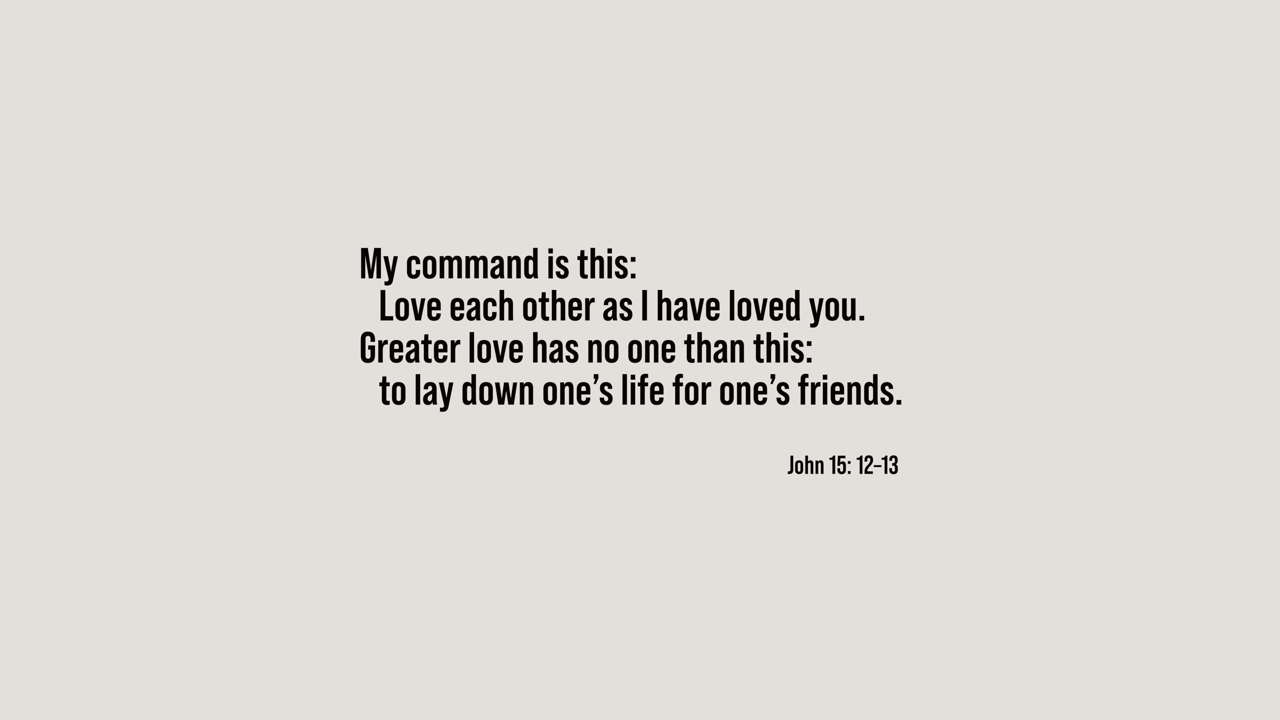 My command is this:
Love each other as I have loved you.
Greater love has no one than this:
to lay down one’s life for one’s friends.
John 15: 12–13